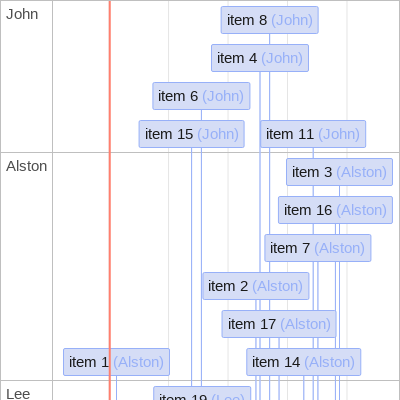 John
item 8 (John)
item 4 (John)
item 6 (John)
item 15 (John)
item 11 (John)
Alston
item 3 (Alston)
item 16 (Alston)
item 7 (Alston)
item 2 (Alston)
item 17 (Alston)
item 1 (Alston)
item 14 (Alston)
Lee
item 19 (Lee)